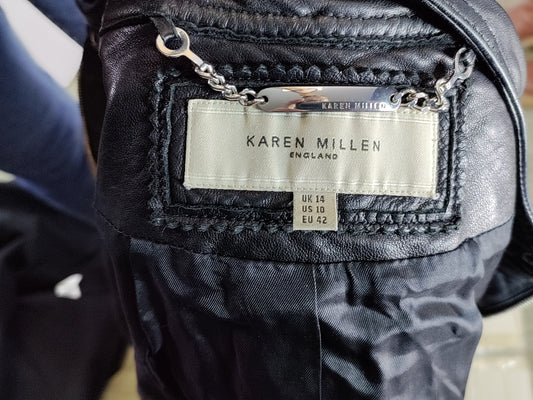 KAREN MILLEN
KAREN MILLEN
ENGLAND
UK 14
US 10
EU 42